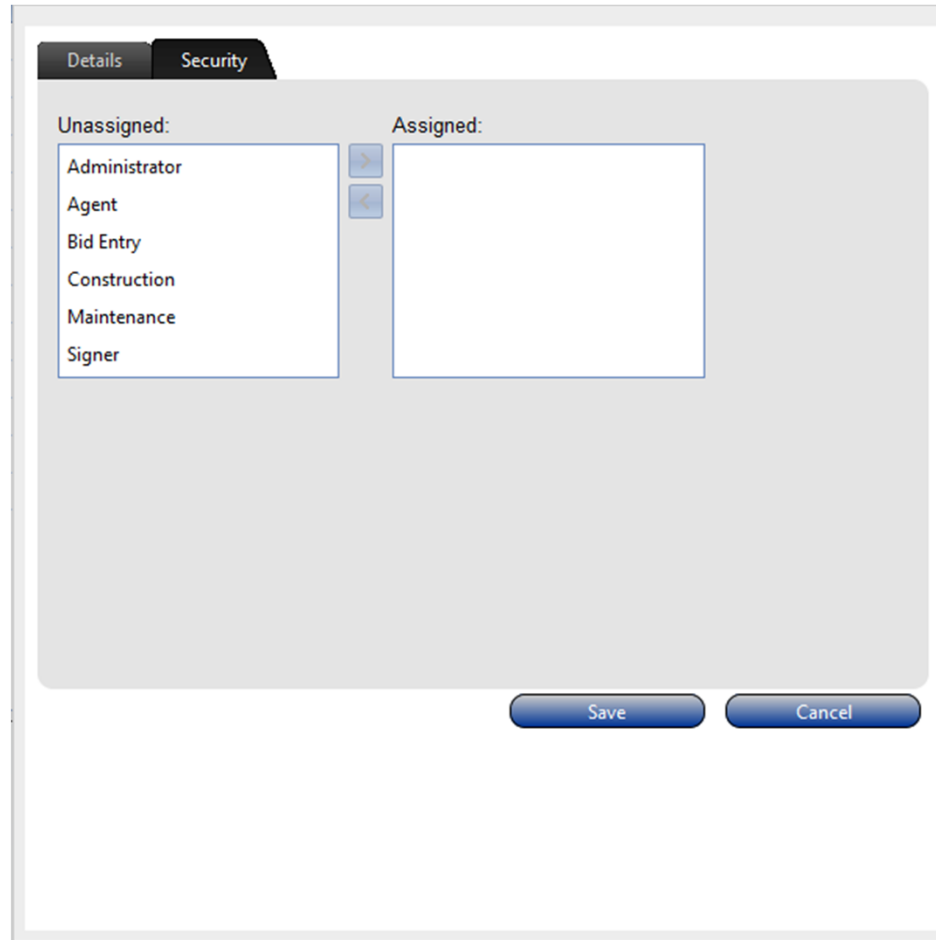 Details Security
Unassigned: Assigned:
Administrator >
Agent <
Bid Entry
Construction
Maintenance
Signer
Save Cancel